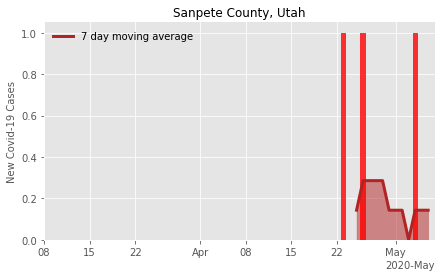 Sanpete County, Utah
7 day moving average
New Covid-19 Cases
1.0
0.8
0.6
0.4
0.2
0.0
08 15 22 Apr 08 15 22 May
2020-May